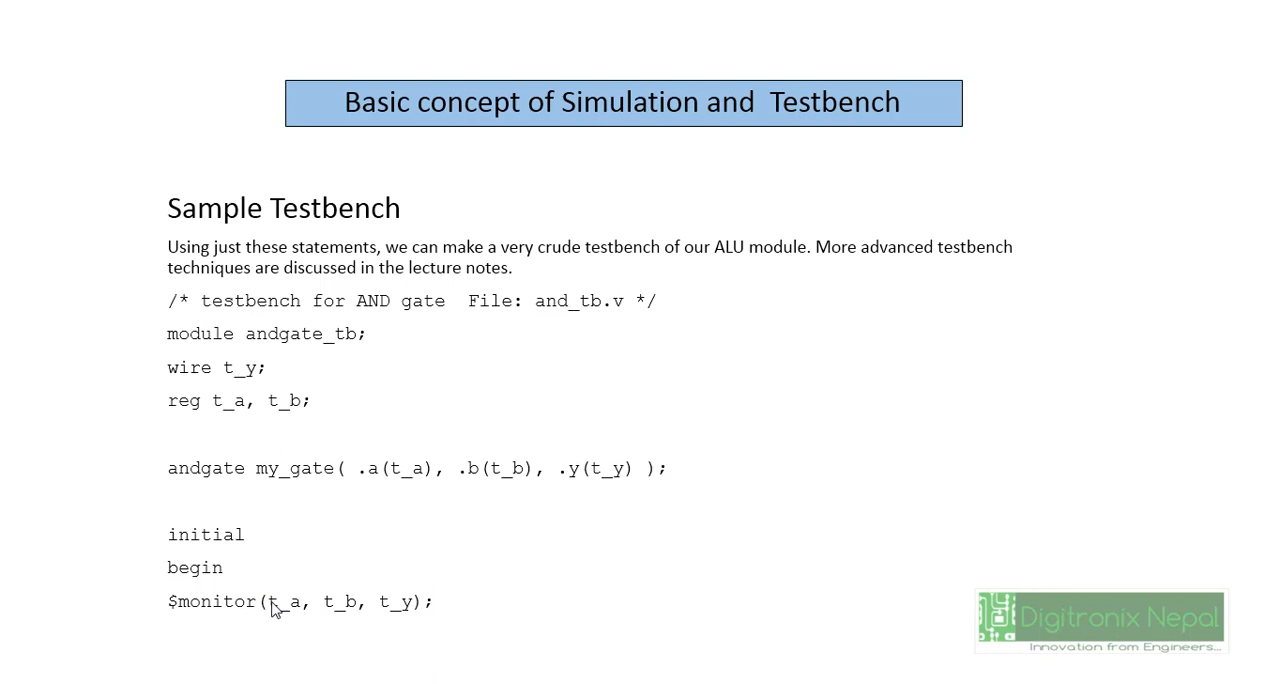 Basic concept of Simulation and Testbench
Sample Testbench
Using just these statements, we can make a very crude testbench of our ALU module. More advanced testbench
techniques are discussed in the lecture notes.
/* testbench for AND gate File: and_tb.v */
module andgate_tb;
wire t_y;
reg t_a, t_b;
andgate my_gate( .a(t_a), .b(t_b), .y(t_y) );
initial
begin
$monitor(t_a, t_b, t_y);
Digitronix Nepal
Innovation from Engineers...